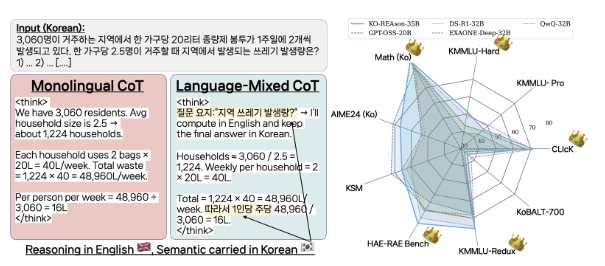 Input (Korean):
3,060명이 거주하는 지역에서 한 가구당 20리터 종량제 봉투가 1주일에 2개씩
발생되고 있다. 한 가구당 2.5명이 거주할 때 지역에서 발생되는 쓰레기 발생량은?
1) ... 2) ... [....]
Monolingual CoT
<think>
We have 3,060 residents. Avg
household size is 2.5 →
about 1,224 households.
Each household uses 2 bags ×
20L = 40L/week. Total waste
= 1,224 × 40 = 48,960L/week.
Per person per week = 48,960 ÷
3,060 = 16L
</think>
Language-Mixed CoT
<think>
질문 요지: "지역 쓰레기 발생량?" → I'll
compute in English and keep
the final answer in Korean.
Households ≈ 3,060 / 2.5 =
1,224. Weekly per household = 2
× 20L = 40L.
Total = 1,224 × 40 = 48,960L/
week. 따라서 1인당 주당 48,960
/ 3,060 = 16L.
</think>
Reasoning in English, Semantic carried in Korean
KO-REAson-35B
DS-R1-32B
QwQ-32B
GPT-OSS-20B
EXAONE-Deep-32B
KMMLU-Hard
Math (Ko)
KMMLU- Pro
AIME24 (Ko)
CLIcK
30 40 50 60 70 80
KSM
KoBALT-700
HAE-RAE Bench
KMMLU-Redux